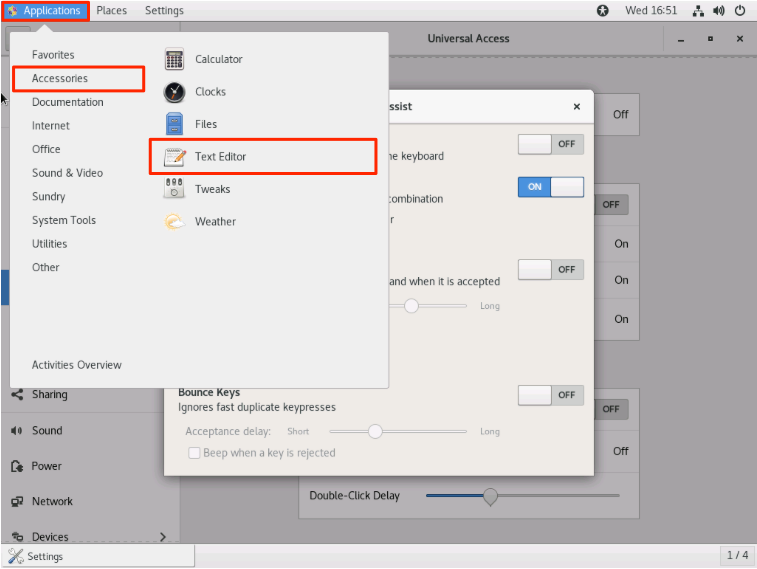 Applications Places Settings Wed 16:51
Universal Access
Favorites
Accessories
Documentation
Internet
Office
Sound & Video
Sundry
System Tools
Utilities
Other
Activities Overview
Calculator
Clocks
Files
Text Editor
Tweaks
Weather
ssist
he keyboard
OFF
ON
ombination
r
OFF
and when it is accepted
Long
Bounce Keys
OFF
Ignores fast duplicate keypresses
Acceptance delay: Short Long
Beep when a key is rejected
Off
OFF
On
On
On
OFF
Off
Double-Click Delay
Sharing
Sound
Power
Network
Devices
Settings
1 / 4